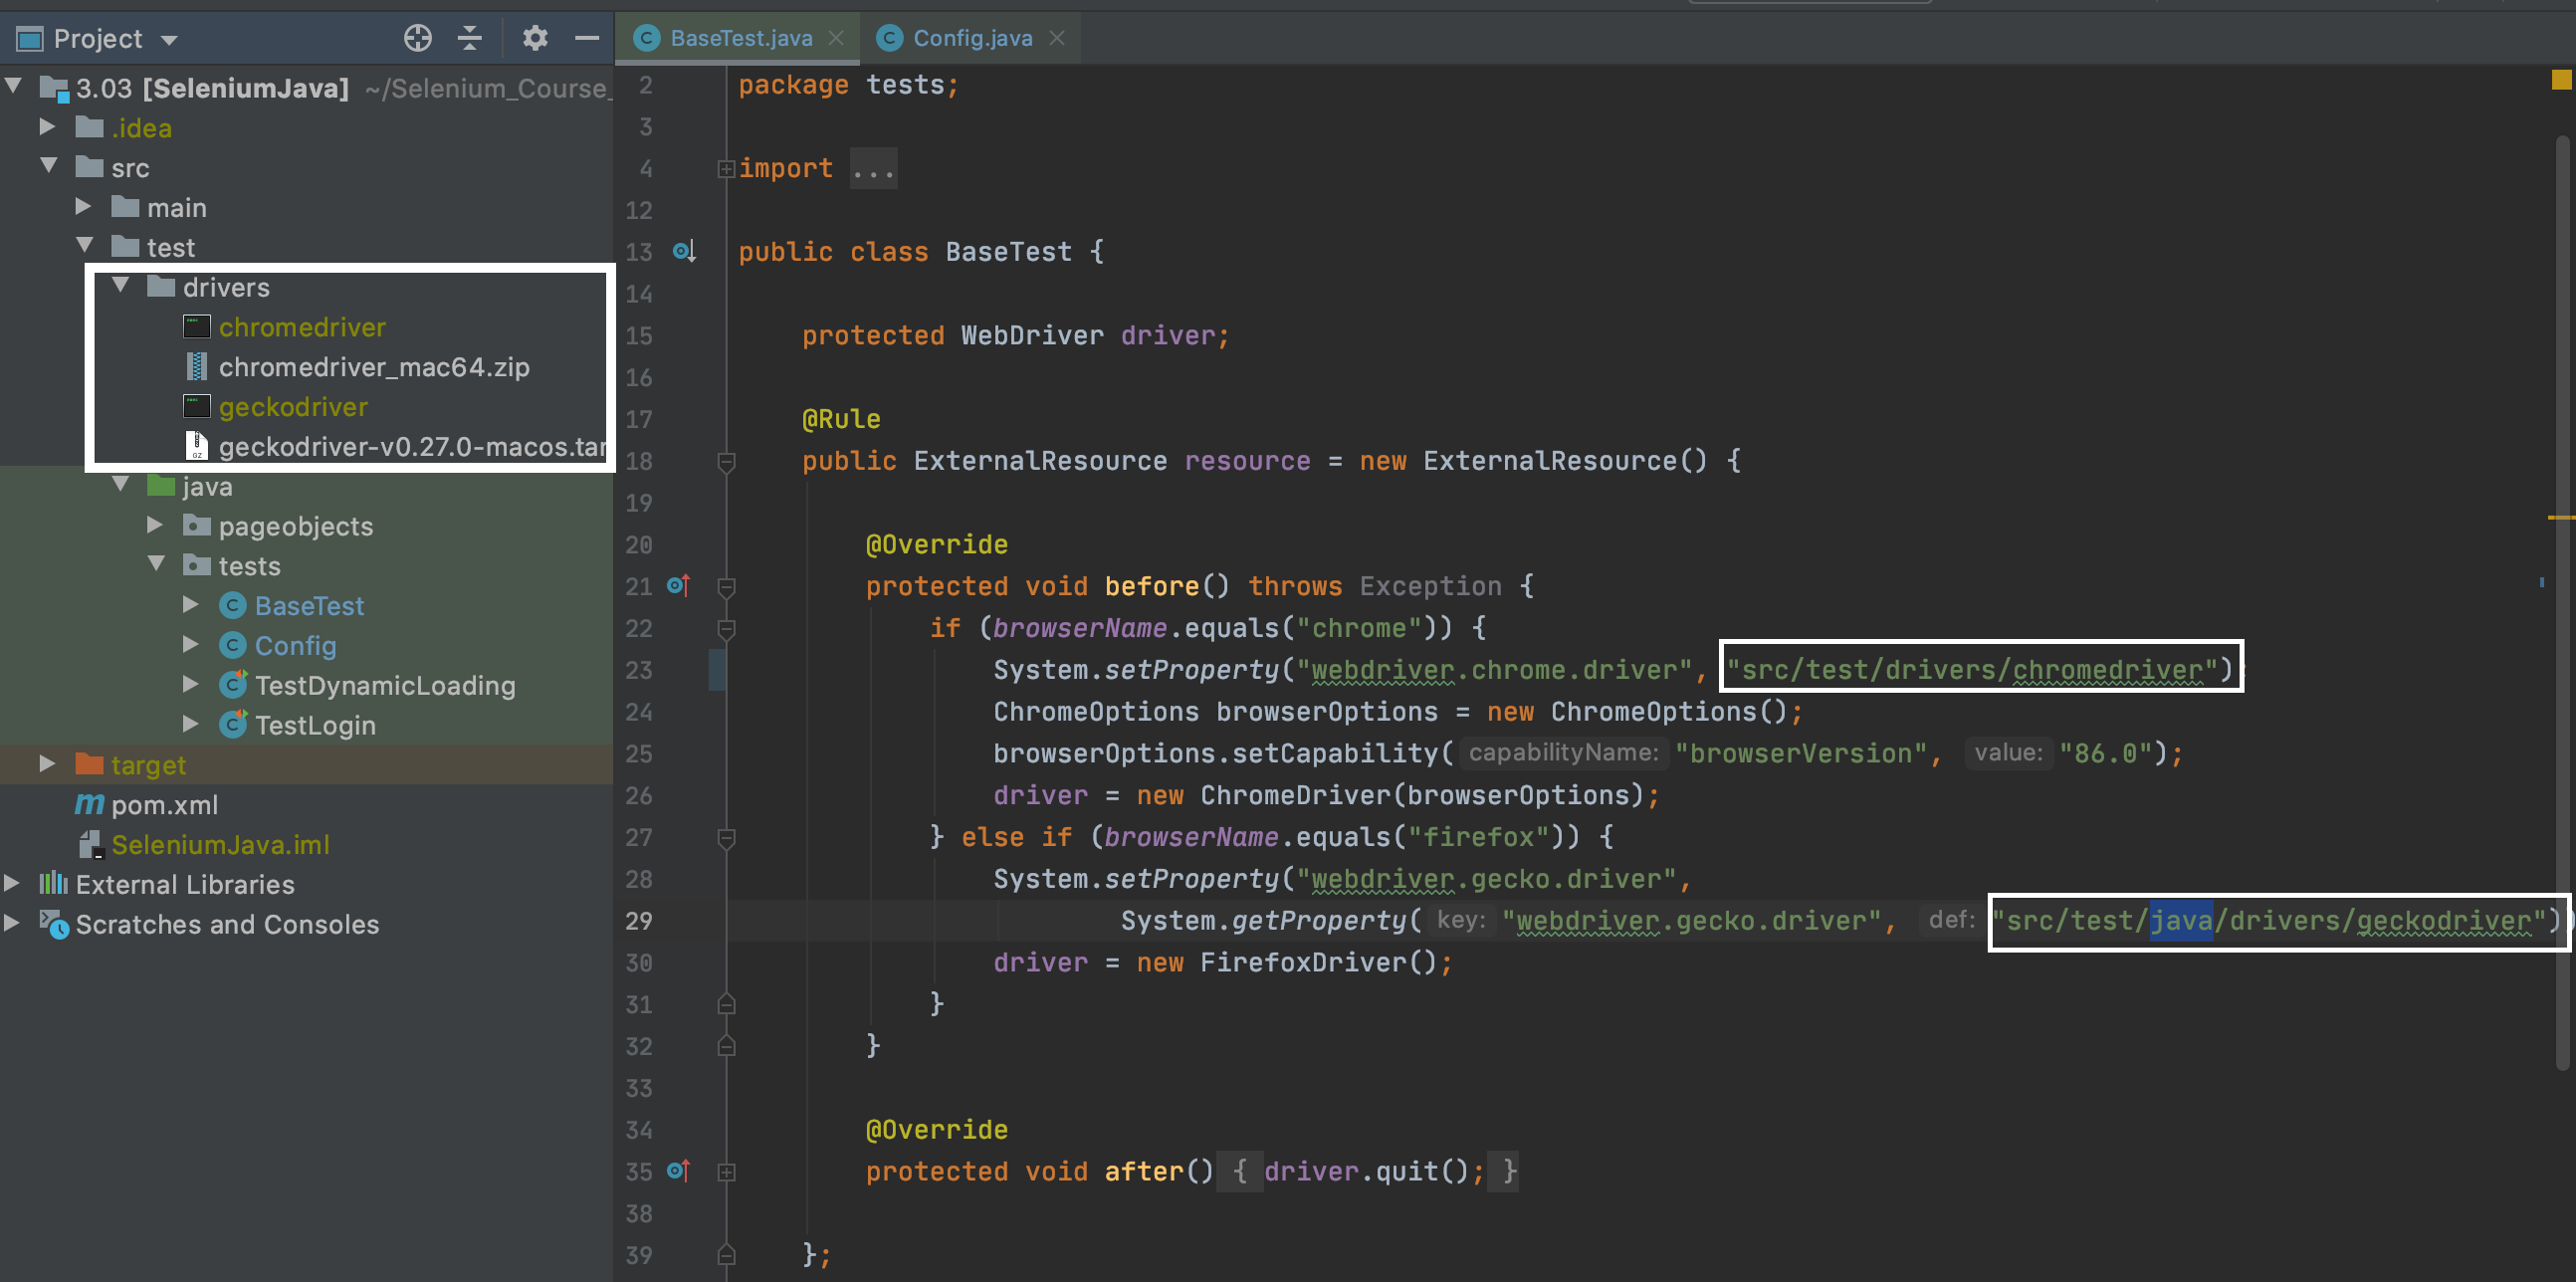 Project
3.03 [SeleniumJava] ~/Selenium_Course_
.idea
src
main
test
drivers
chromedriver
chromedriver_mac64.zip
geckodriver
geckodriver-v0.27.0-macos.tar
java
pageobjects
tests
BaseTest
Config
TestDynamicLoading
TestLogin
target
pom.xml
SeleniumJava.iml
External Libraries
Scratches and Consoles
BaseTest.java Config.java
2 package tests;
3
4 import ...
12
13 public class BaseTest {
14
15 protected WebDriver driver;
16
17 @Rule
18 public ExternalResource resource = new ExternalResource() {
19
20 @Override
21 protected void before() throws Exception {
22 if (browserName.equals("chrome")) {
23 System.setProperty("webdriver.chrome.driver", "src/test/drivers/chromedriver")
24 ChromeOptions browserOptions = new ChromeOptions();
25 browserOptions.setCapability( capabilityName: "browserVersion", value: "86.0");
26 driver = new ChromeDriver(browserOptions);
27 } else if (browserName.equals("firefox")) {
28 System.setProperty("webdriver.gecko.driver",
29 System.getProperty( key: "webdriver.gecko.driver", def: "src/test/java/drivers/geckodriver"))
30 driver = new FirefoxDriver();
31 }
32 }
33
34 @Override
35 protected void after() { driver.quit(); }
38
39 };